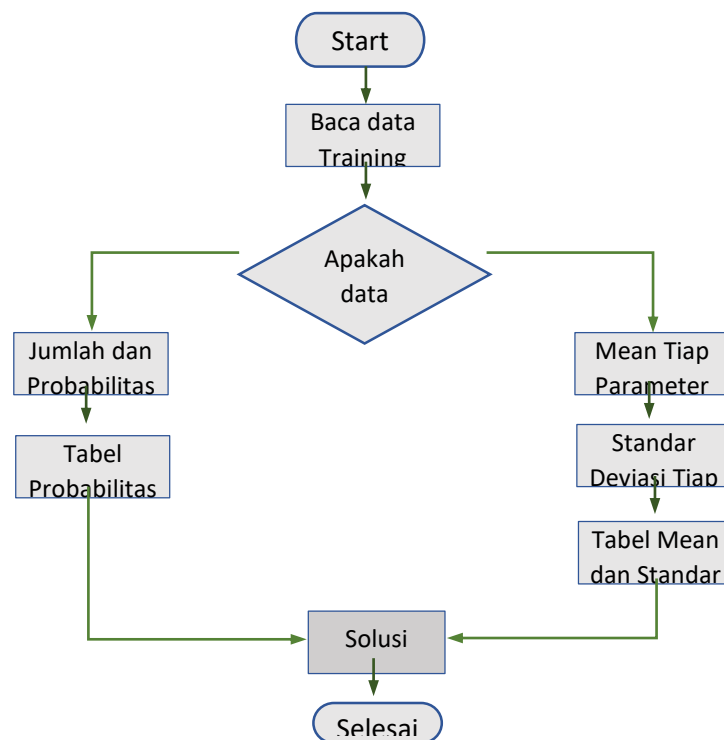 Start
Baca data
Training
Apakah
data
Jumlah dan
Probabilitas
Mean Tiap
Parameter
Tabel
Probabilitas
Standar
Deviasi Tiap
Tabel Mean
dan Standar
Solusi
Selesai